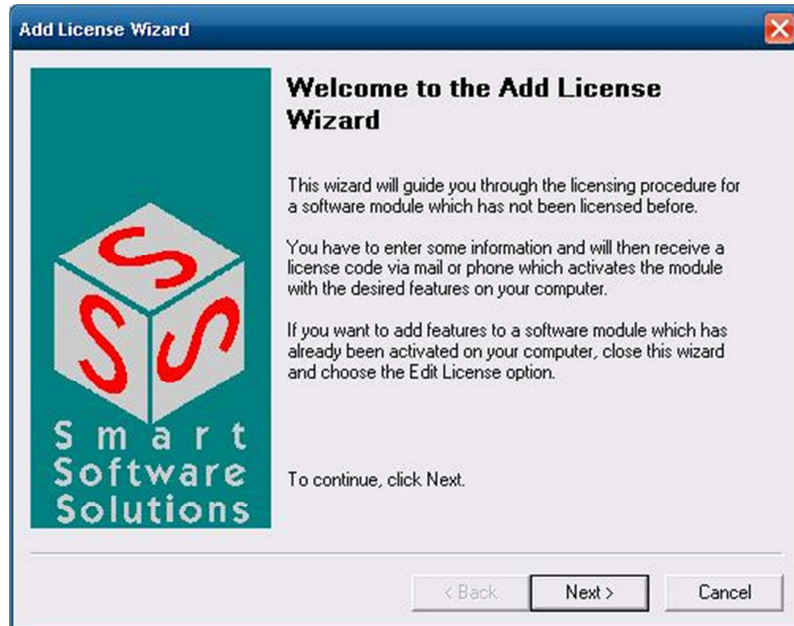 Add License Wizard
Welcome to the Add License
Wizard
This wizard will guide you through the licensing procedure for
a software module which has not been licensed before.
You have to enter some information and will then receive a
license code via mail or phone which activates the module
with the desired features on your computer.
If you want to add features to a software module which has
already been activated on your computer, close this wizard
and choose the Edit License option.
To continue, click Next.
S
S
S
Smart
Software
Solutions
< Back
Next >
Cancel